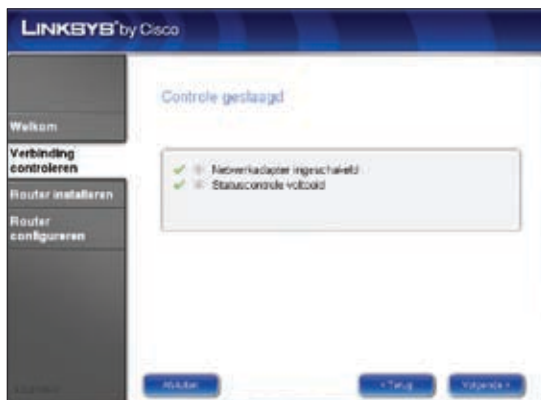 LINKSYS by Cisco
Controle geslaagd
Welkom
Verbinding
controleren
Router installeren
Router
configureren
Netwerkadapter ingeschakeld
Statuscontrole voltooid
Afsluiten
< Terug
Volgende >